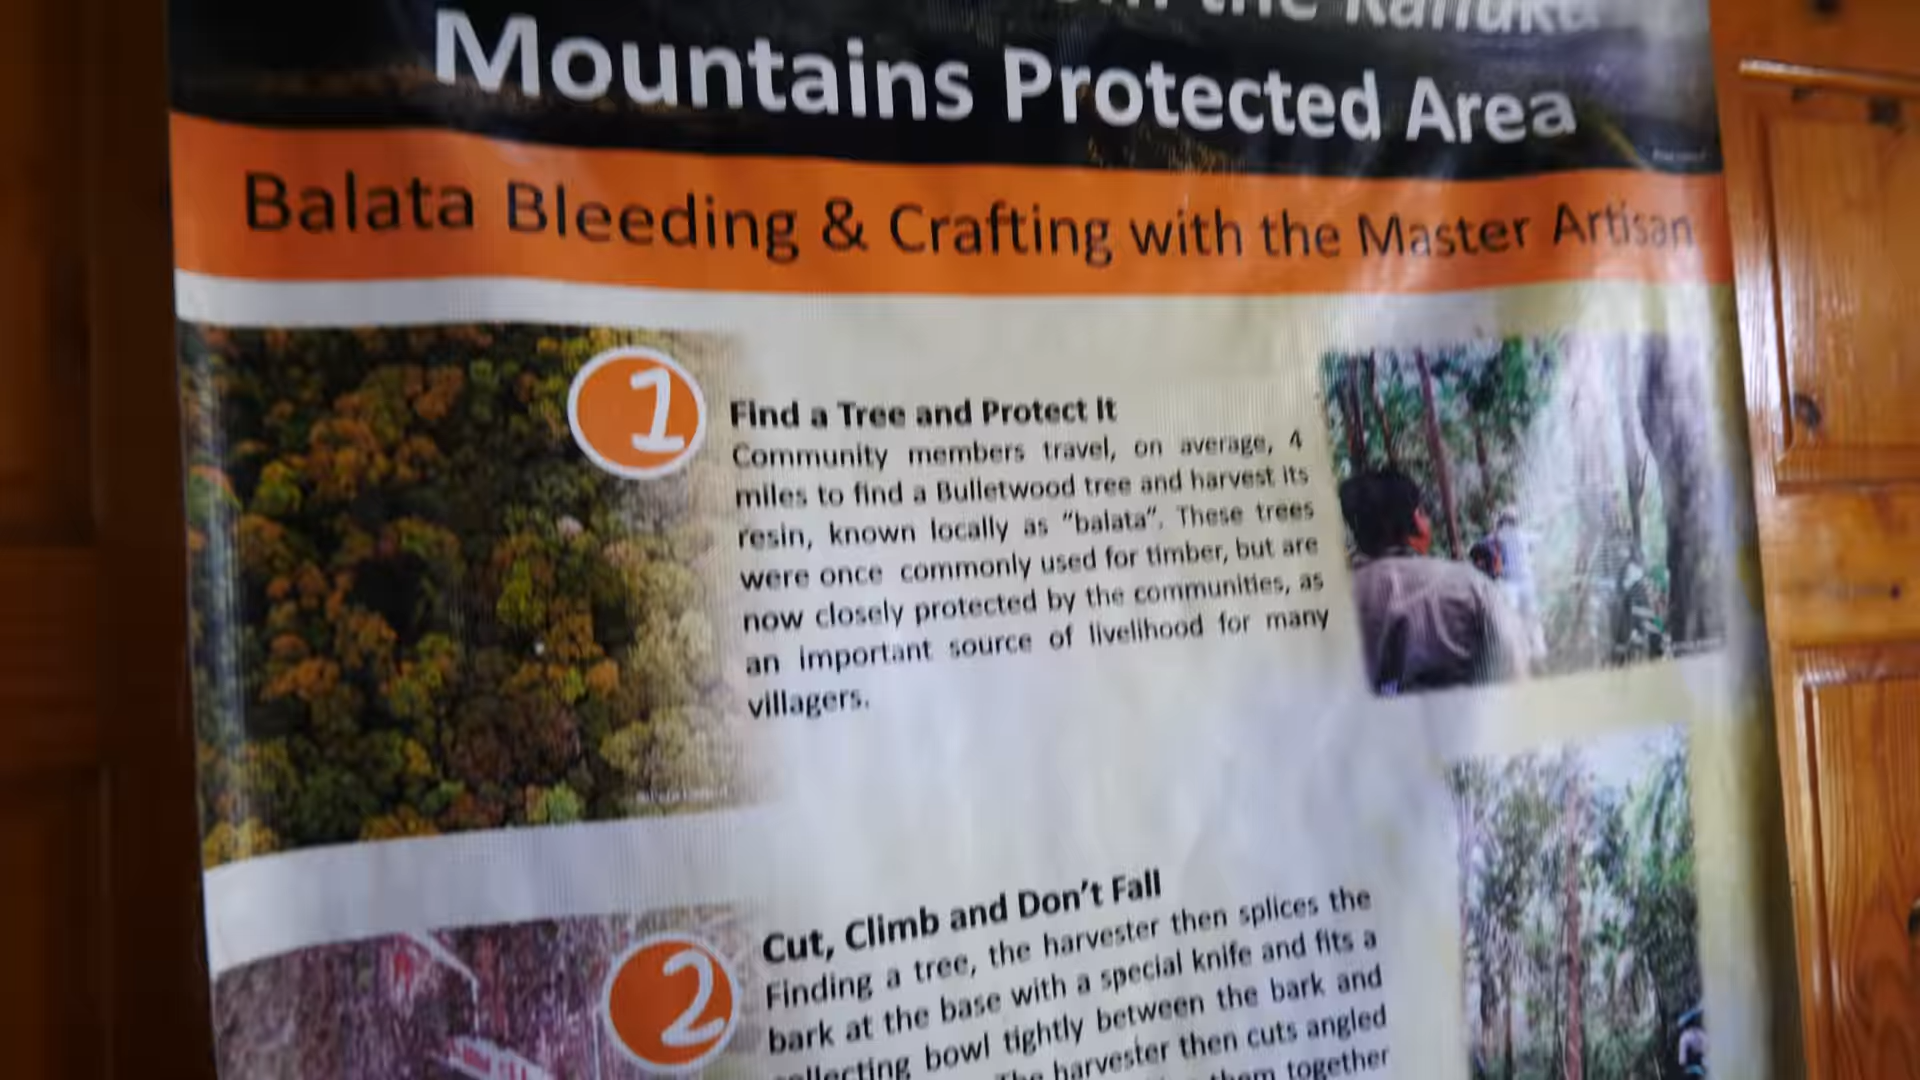 the Kanuku
Mountains Protected Area
Balata Bleeding & Crafting with the Master Artisan
1
Find a Tree and Protect It
Community members travel, on average, 4
miles to find a Bulletwood tree and harvest its
resin, known locally as "balata". These trees
were once commonly used for timber, but are
now closely protected by the communities, as
an important source of livelihood for many
villagers.
2
Cut, Climb and Don't Fall
Finding a tree, the harvester then splices the
bark at the base with a special knife and fits a
collecting bowl tightly between the bark and
The harvester then cuts angled
them together